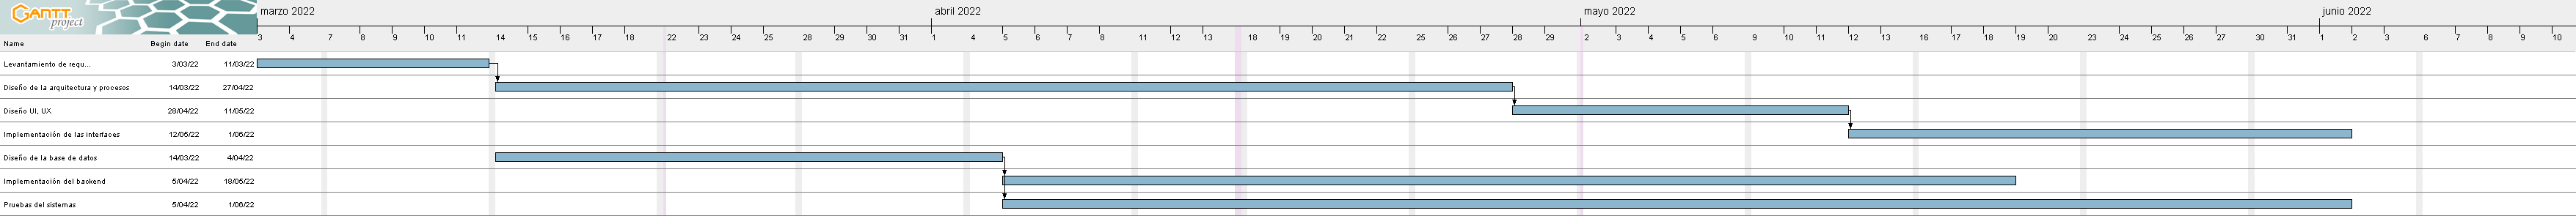 GANTT project
marzo 2022 abril 2022 mayo 2022 junio 2022
Name Begin date End date
3 4 7 8 9 10 11 14 15 16 17 18 22 23 24 25 28 29 30 31 1 4 5 6 7 8 11 12 13 18 19 20 21 22 25 26 27 28 29 2 3 4 5 6 9 10 11 12 13 16 17 18 19 20 23 24 25 26 27 30 31 1 2 3 6 7 8 9 10
Levantamiento de requ... 3/03/22 11/03/22
Diseño de la arquitectura y procesos 14/03/22 27/04/22
Diseño UI, UX 28/04/22 11/05/22
Implementación de las interfaces 12/05/22 1/06/22
Diseño de la base de datos 14/03/22 4/04/22
Implementación del backend 5/04/22 18/05/22
Pruebas del sistemas 5/04/22 1/06/22